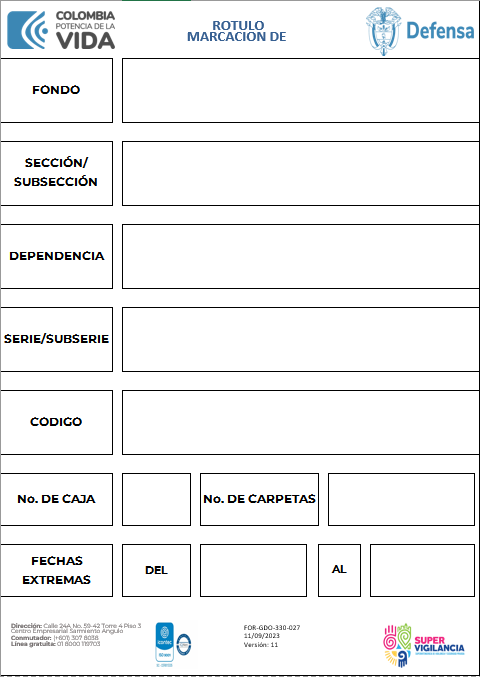 COLOMBIA
POTENCIA DE LA
VIDA
ROTULO
MARCACION DE
Defensa
FONDO
SECCIÓN/
SUBSECCIÓN
DEPENDENCIA
SERIE/SUBSERIE
CODIGO
No. DE CAJA
No. DE CARPETAS
FECHAS
EXTREMAS
DEL
AL
Dirección: Calle 24A No. 59-42 Torre 4 Piso 3
Centro Empresarial Sarmiento Angulo
Conmutador: (+601) 307 8038
Línea gratuita: 01 8000 119703
icontec
ISO 9001
FOR-GDO-330-027
11/09/2023
Versión: 11
SUPER
VIGILANCIA